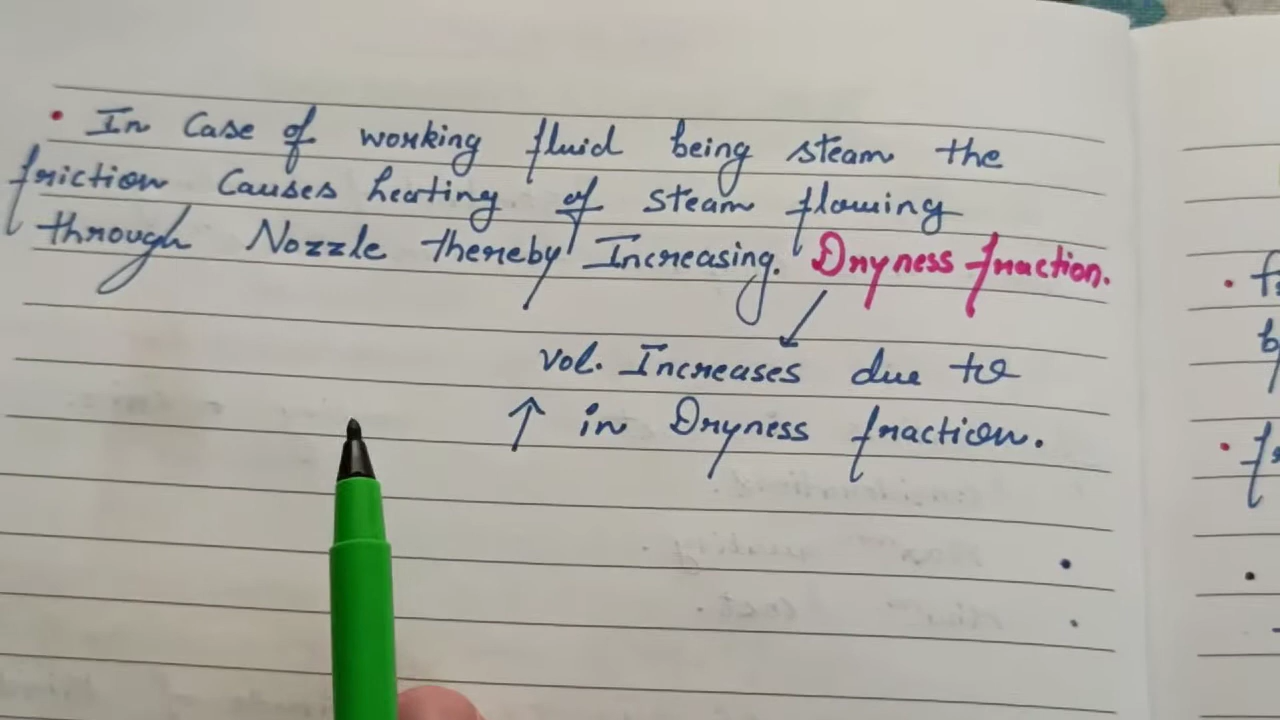 • In Case of working fluid being steam the
friction Causes heating of steam flowing
through Nozzle thereby Increasing. Dryness fraction.
vol. Increases due to
↑ in Dryness fraction.